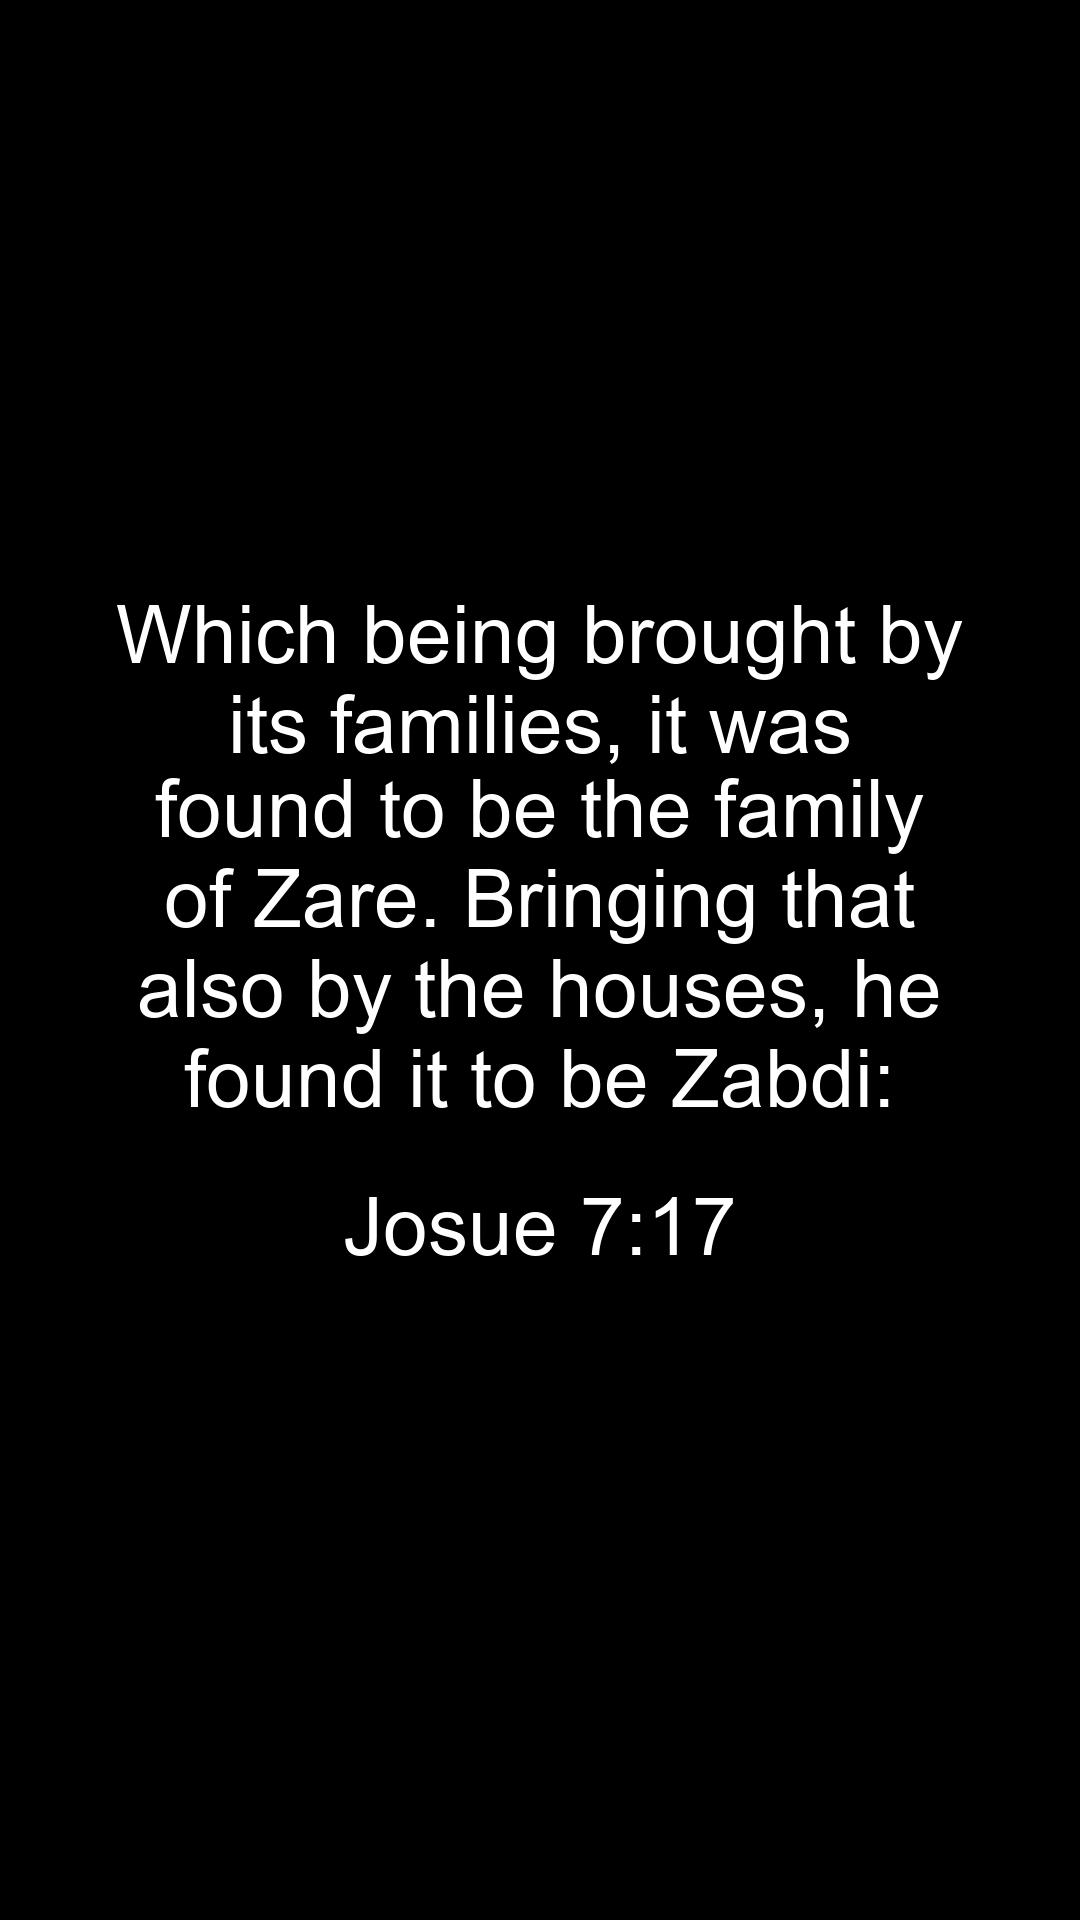 Which being brought by
its families, it was
found to be the family
of Zare. Bringing that
also by the houses, he
found it to be Zabdi:
Josue 7:17